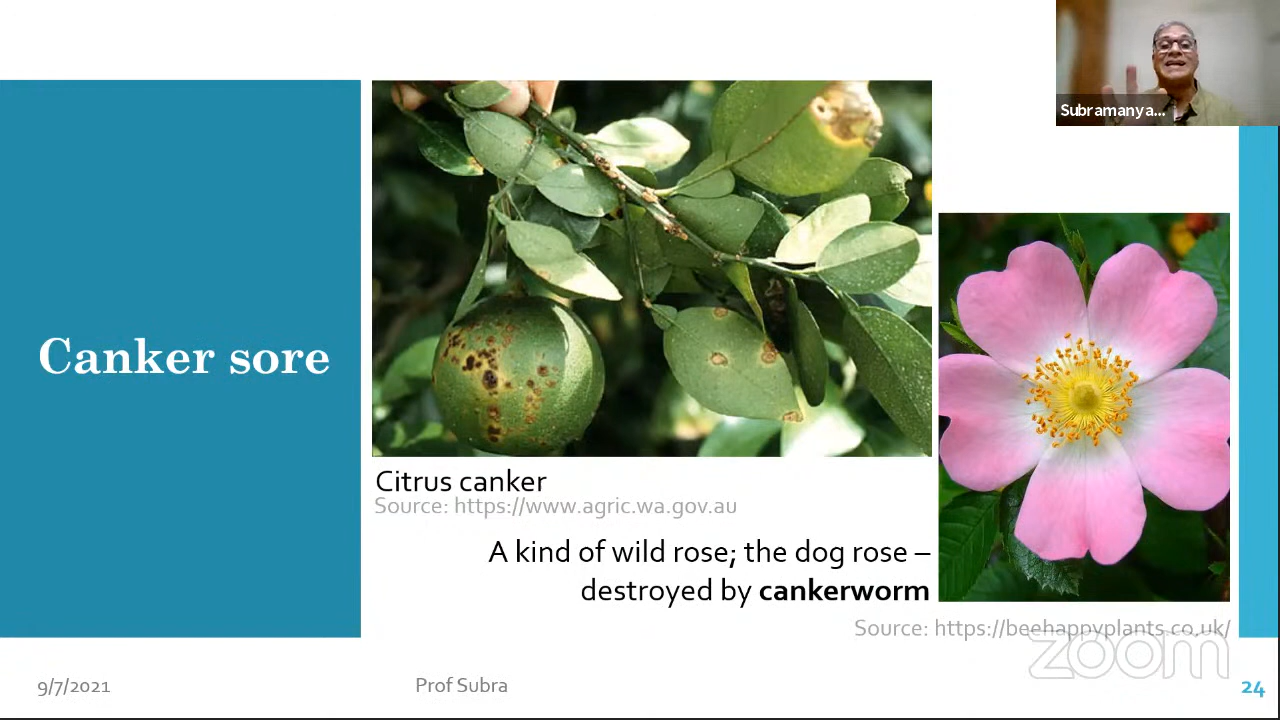 Subramanya...
Canker sore
Citrus canker
Source: https://www.agric.wa.gov.au
A kind of wild rose; the dog rose –
destroyed by cankerworm
Source: https://beehappyplants.co.uk/
zoom
9/7/2021
Prof Subra
24